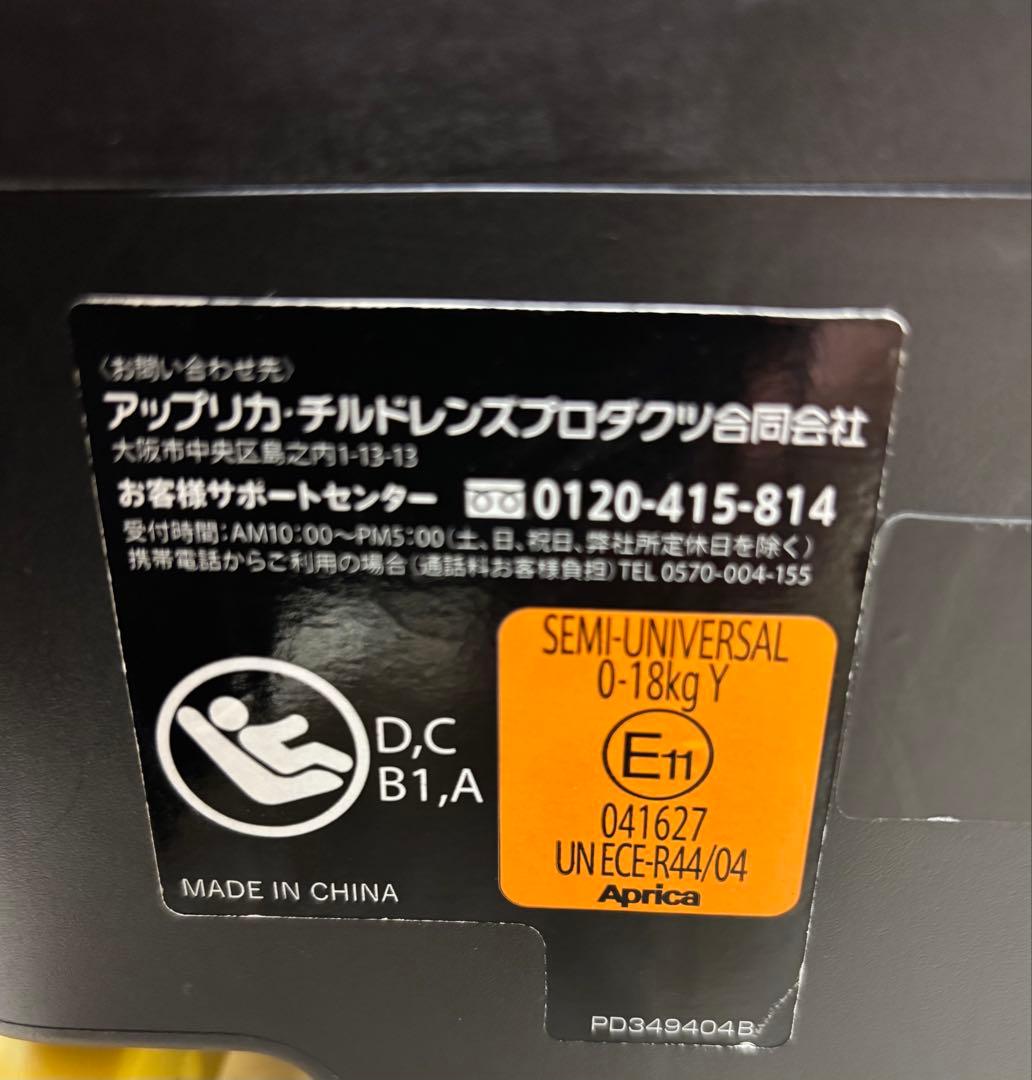 〈お問い合わせ先〉
アップリカ・チルドレンズプロダクツ合同会社
大阪市中央区島之内1-13-13
お客様サポートセンター 0120-415-814
受付時間：AM10：00〜PM5：00（土、日、祝日、弊社所定休日を除く）
携帯電話からご利用の場合（通話料お客様負担）TEL 0570-004-155
SEMI-UNIVERSAL
0-18kg Y
E11
041627
UN ECE-R44/04
Aprica
D,C
B1,A
MADE IN CHINA
PD349404B